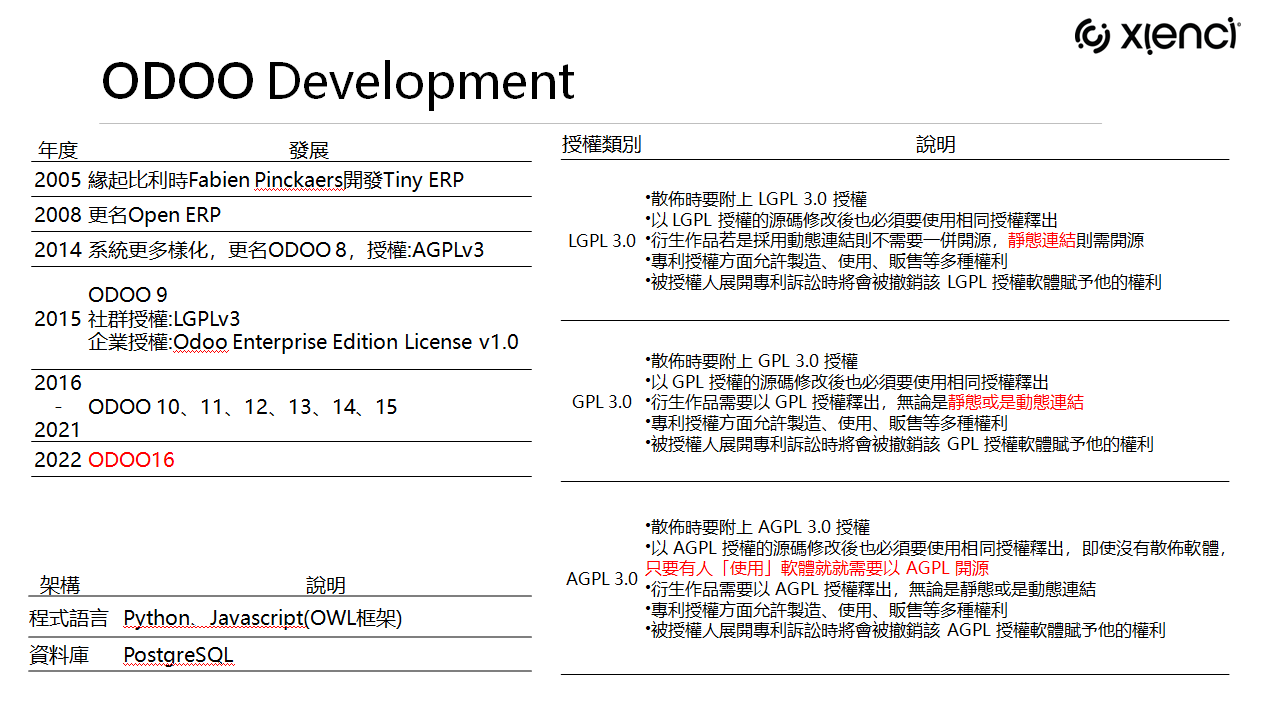 xienci
ODOO Development
年度 發展
2005 緣起比利時Fabien Pinckaers開發Tiny ERP
2008 更名Open ERP
2014 系統更多樣化，更名ODOO 8，授權:AGPLv3
ODOO 9
2015 社群授權:LGPLv3
企業授權:Odoo Enterprise Edition License v1.0
2016
- ODOO 10、11、12、13、14、15
2021
2022 ODOO16
架構 說明
程式語言 Python、Javascript(OWL框架)
資料庫 PostgreSQL
授權類別 說明
•散佈時要附上 LGPL 3.0 授權
•以 LGPL 授權的源碼修改後也必須要使用相同授權釋出
LGPL 3.0 •衍生作品若是採用動態連結則不需要一併開源，靜態連結則需開源
•專利授權方面允許製造、使用、販售等多種權利
•被授權人展開專利訴訟時將會被撤銷該 LGPL 授權軟體賦予他的權利
•散佈時要附上 GPL 3.0 授權
•以 GPL 授權的源碼修改後也必須要使用相同授權釋出
GPL 3.0 •衍生作品需要以 GPL 授權釋出，無論是靜態或是動態連結
•專利授權方面允許製造、使用、販售等多種權利
•被授權人展開專利訴訟時將會被撤銷該 GPL 授權軟體賦予他的權利
•散佈時要附上 AGPL 3.0 授權
•以 AGPL 授權的源碼修改後也必須要使用相同授權釋出，即使沒有散佈軟體，
只要有人「使用」軟體就就需要以 AGPL 開源
AGPL 3.0 •衍生作品需要以 AGPL 授權釋出，無論是靜態或是動態連結
•專利授權方面允許製造、使用、販售等多種權利
•被授權人展開專利訴訟時將會被撤銷該 AGPL 授權軟體賦予他的權利